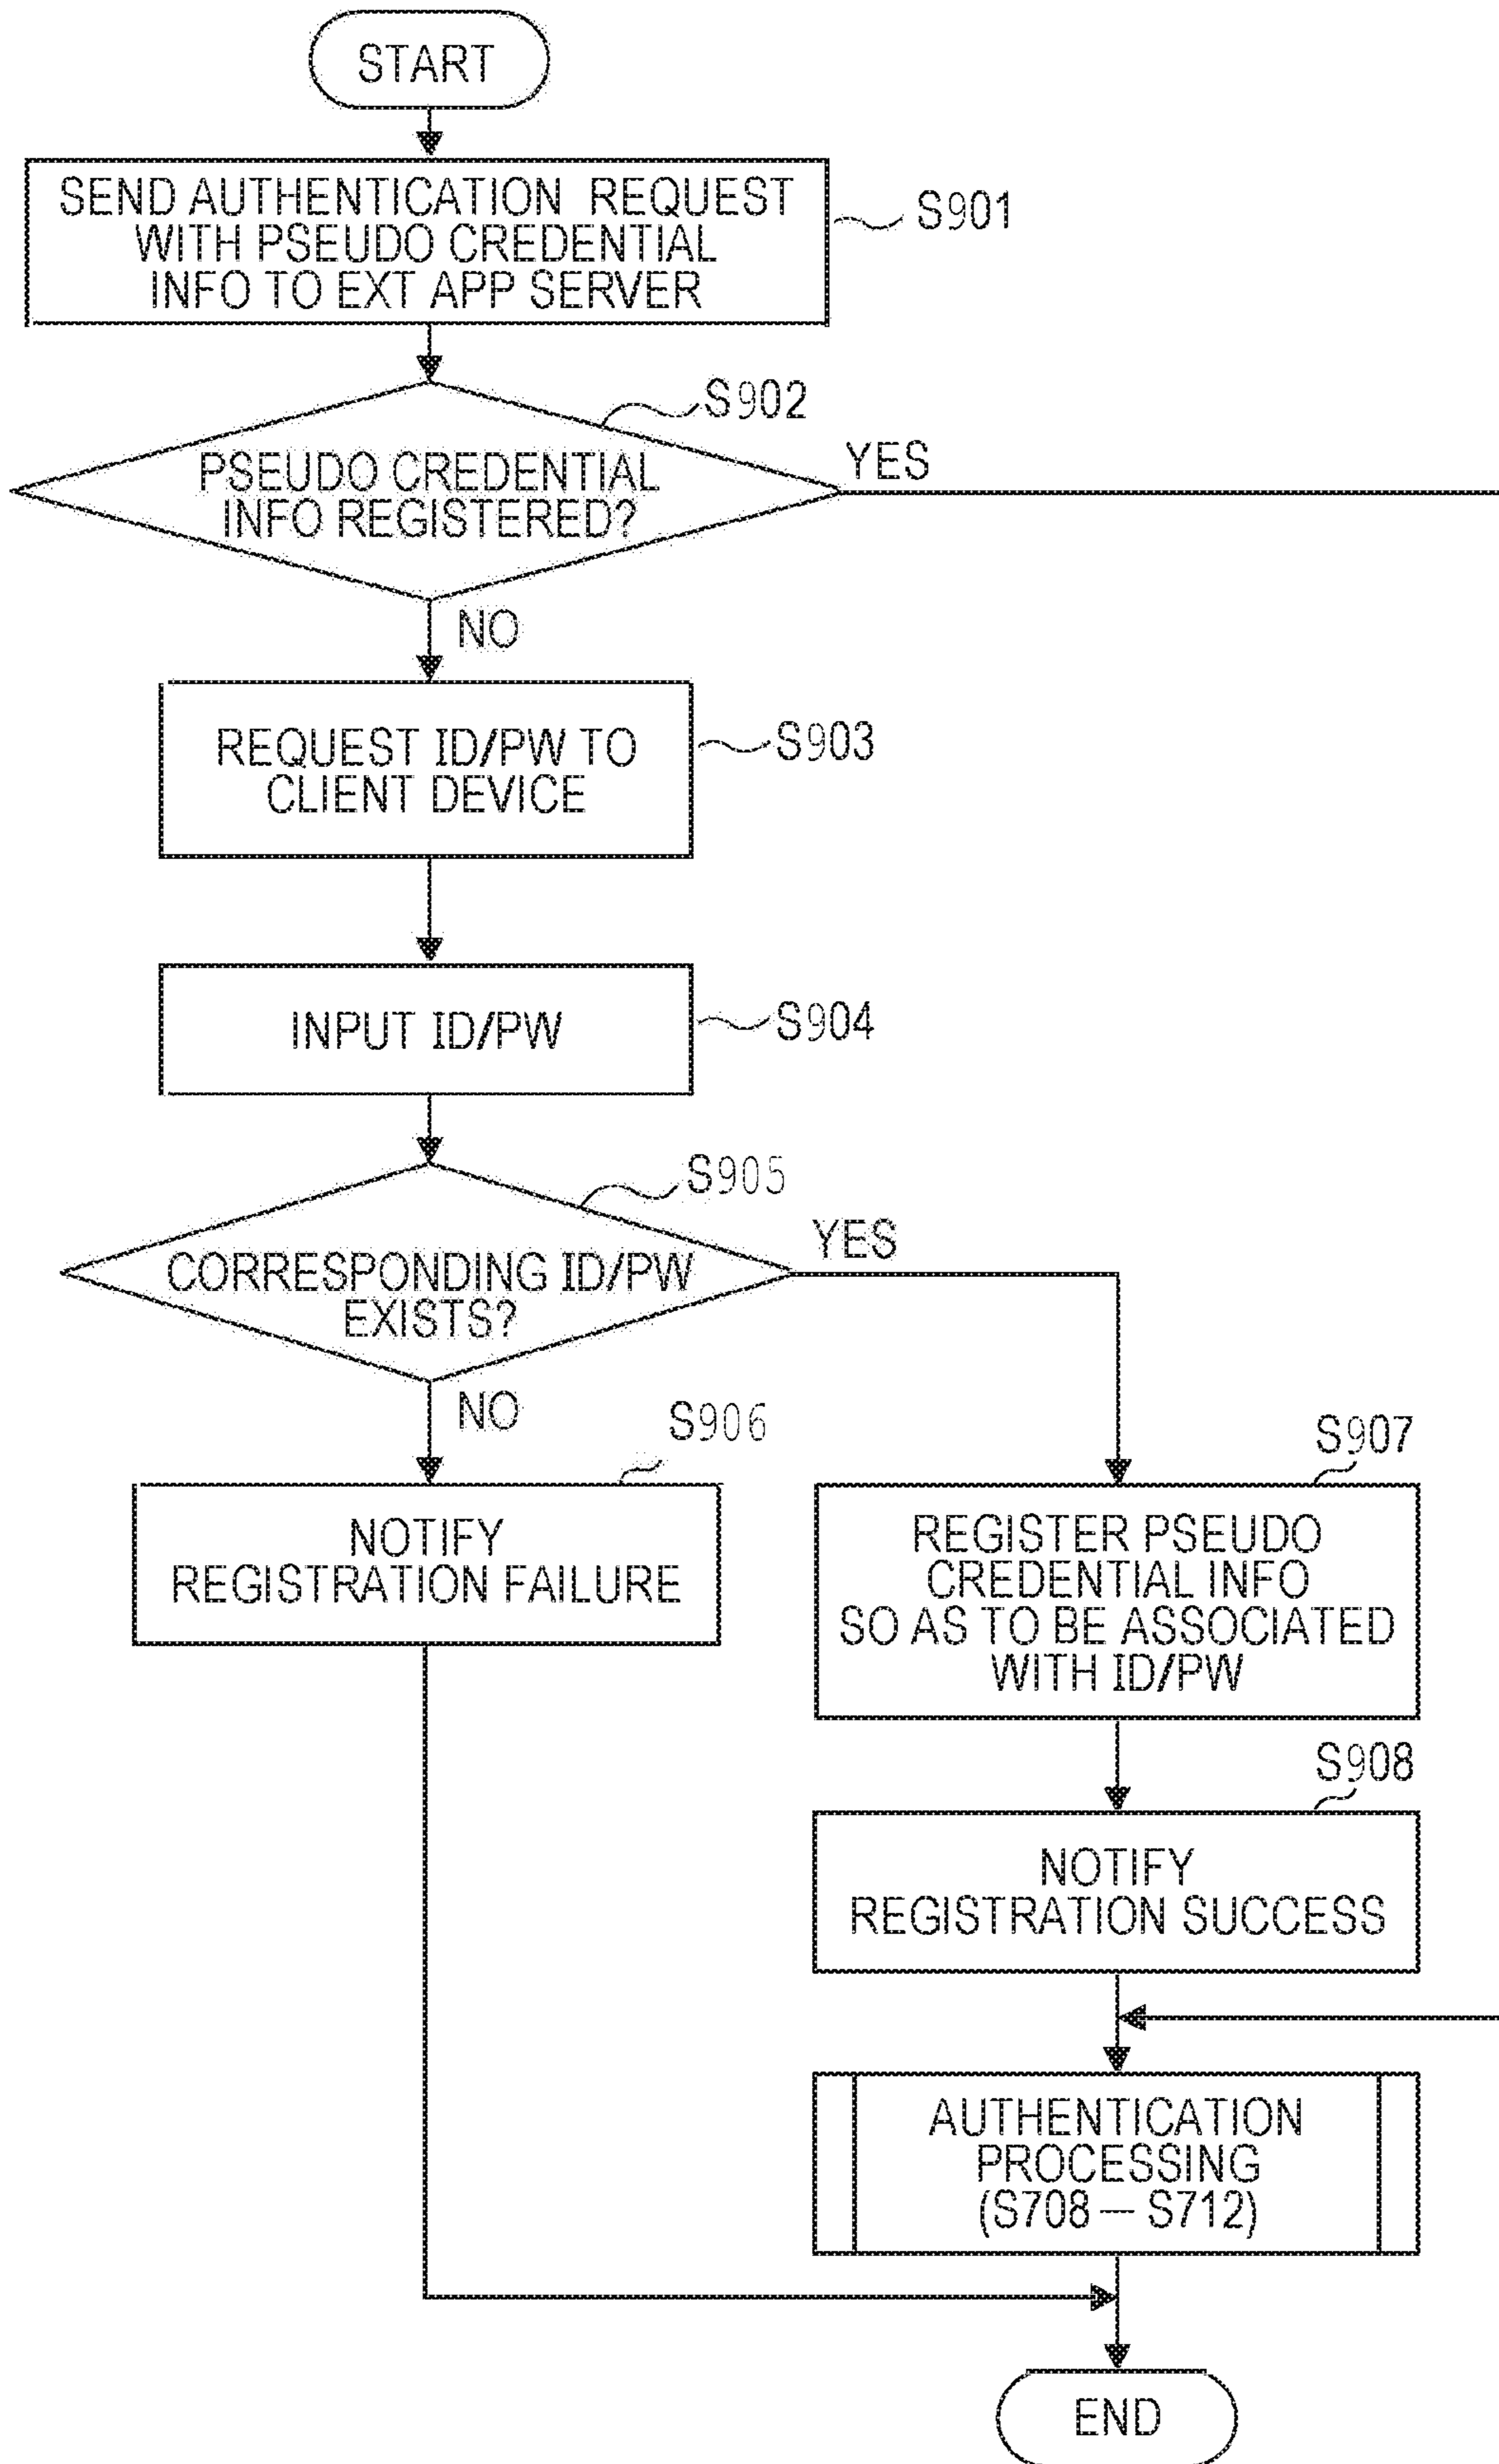 START
SEND AUTHENTICATION REQUEST
WITH PSEUDO CREDENTIAL
INFO TO EXT APP SERVER
S901
S902
PSEUDO CREDENTIAL
INFO REGISTERED?
YES
NO
REQUEST ID/PW TO
CLIENT DEVICE
S903
INPUT ID/PW
S904
S905
CORRESPONDING ID/PW
EXISTS?
YES
NO
S906
NOTIFY
REGISTRATION FAILURE
S907
REGISTER PSEUDO
CREDENTIAL INFO
SO AS TO BE ASSOCIATED
WITH ID/PW
S908
NOTIFY
REGISTRATION SUCCESS
AUTHENTICATION
PROCESSING
(S708 — S712)
END